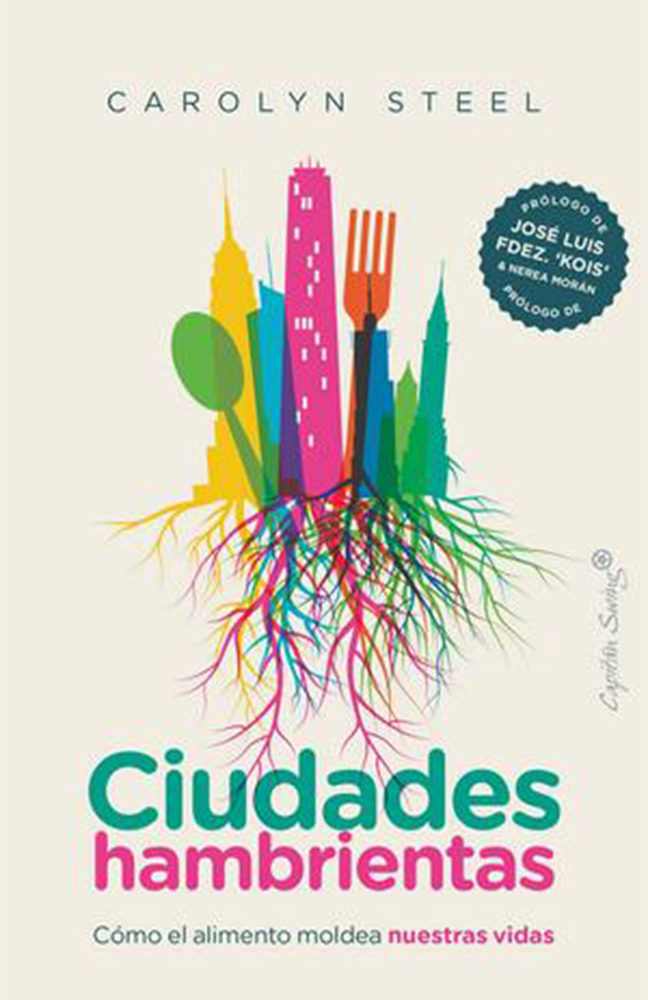 CAROLYN STEEL
PRÓLOGO DE
JOSÉ LUIS
FDEZ. ‘KOIS‘
& NEREA MORÁN
PRÓLOGO DE
Capitán Swing
Ciudades
hambrientas
Cómo el alimento moldea nuestras vidas